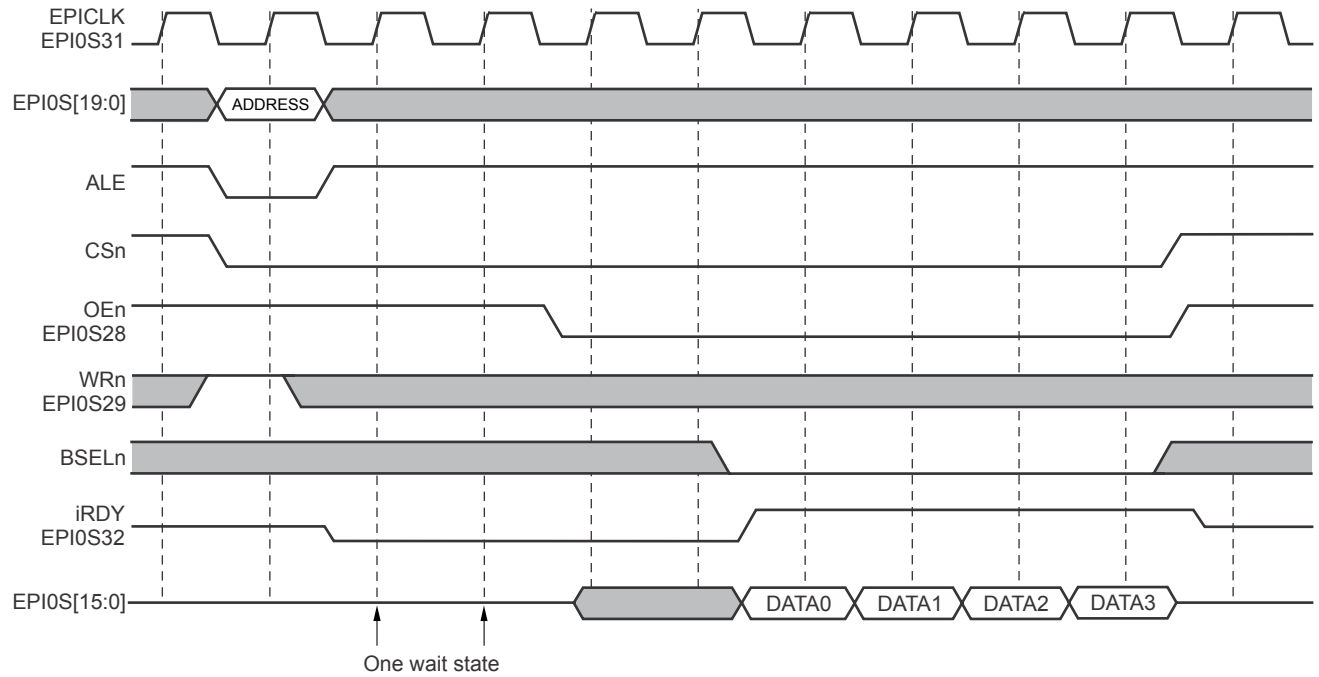 EPICLK
EPI0S31
EPI0S[19:0]
ADDRESS
ALE
CSn
OEn
EPI0S28
WRn
EPI0S29
BSELn
iRDY
EPI0S32
EPI0S[15:0]
DATA0 DATA1 DATA2 DATA3
One wait state